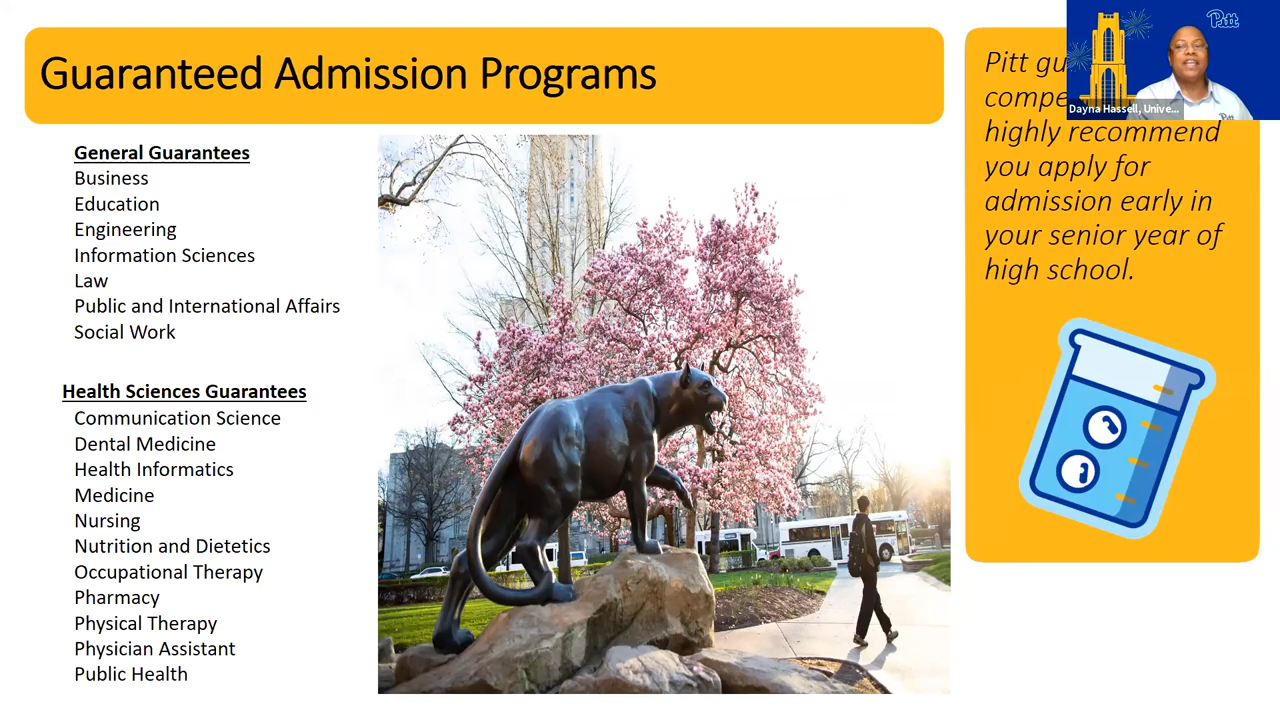 Guaranteed Admission Programs
General Guarantees
Business
Education
Engineering
Information Sciences
Law
Public and International Affairs
Social Work
Health Sciences Guarantees
Communication Science
Dental Medicine
Health Informatics
Medicine
Nursing
Nutrition and Dietetics
Occupational Therapy
Pharmacy
Physical Therapy
Physician Assistant
Public Health
Pitt gu
compe
highly recommend
you apply for
admission early in
your senior year of
high school.
Pitt
Dayna Hassell, Unive...
Pitt